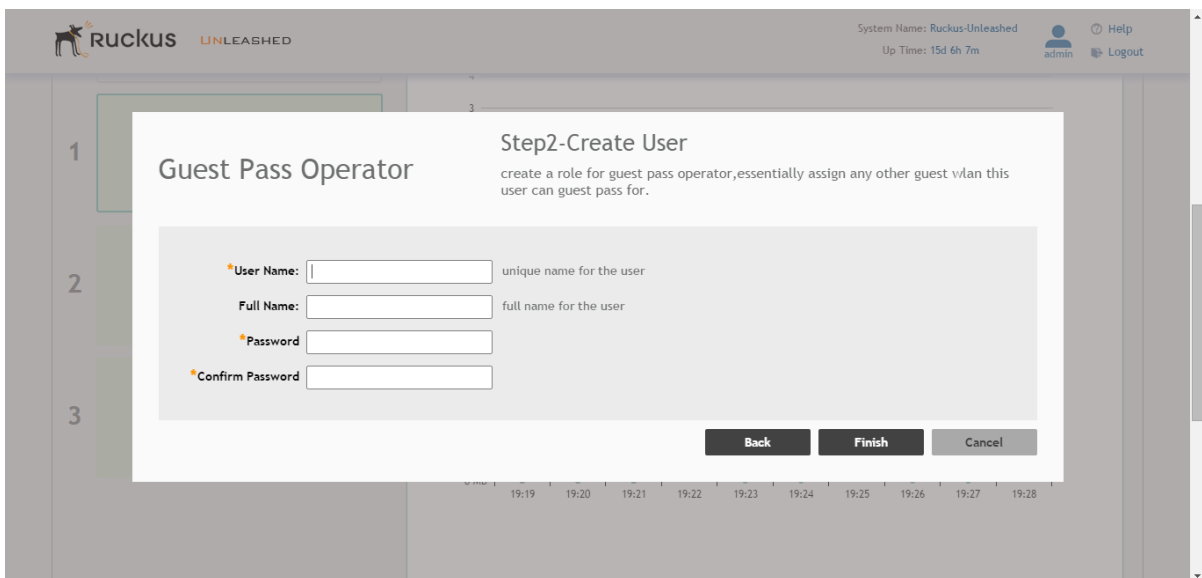 RUCKUS UNLEASHED
System Name: Ruckus-Unleashed
Up Time: 15d 6h 7m
admin
Help
Logout
3
1
2
3
Guest Pass Operator
Step2-Create User
create a role for guest pass operator,essentially assign any other guest wlan this
user can guest pass for.
*User Name:
unique name for the user
Full Name:
full name for the user
*Password
*Confirm Password
Back
Finish
Cancel
19:19 19:20 19:21 19:22 19:23 19:24 19:25 19:26 19:27 19:28